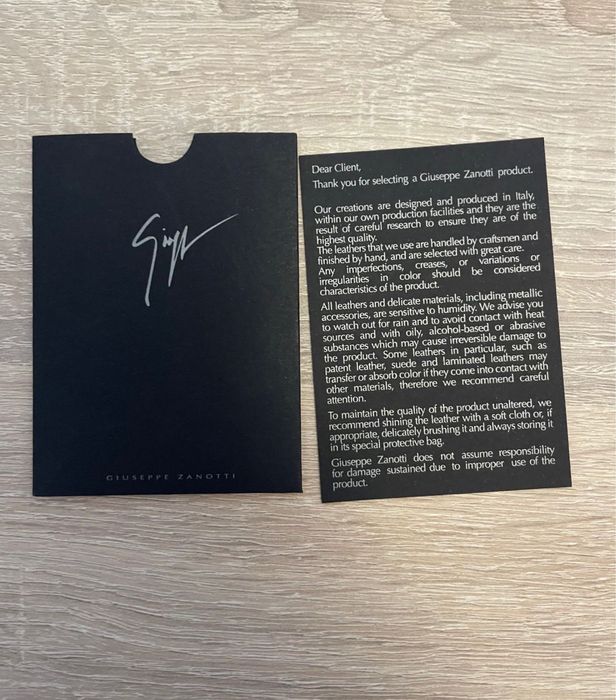 Giuseppe
GIUSEPPE ZANOTTI
Dear Client,
Thank you for selecting a Giuseppe Zanotti product.
Our creations are designed and produced in Italy,
within our own production facilities and they are the
result of careful research to ensure they are of the
highest quality.
The leathers that we use are handled by craftsmen and
finished by hand, and are selected with great care.
Any imperfections, creases, or variations or
irregularities in color should be considered
characteristics of the product.
All leathers and delicate materials, including metallic
accessories, are sensitive to humidity. We advise you
to watch out for rain and to avoid contact with heat
sources and with oily, alcohol-based or abrasive
substances which may cause irreversible damage to
the product. Some leathers in particular, such as
patent leather, suede and laminated leathers may
transfer or absorb color if they come into contact with
other materials, therefore we recommend careful
attention.
To maintain the quality of the product unaltered, we
recommend shining the leather with a soft cloth or, if
appropriate, delicately brushing it and always storing it
in its special protective bag.
Giuseppe Zanotti does not assume responsibility
for damage sustained due to improper use of the
product.